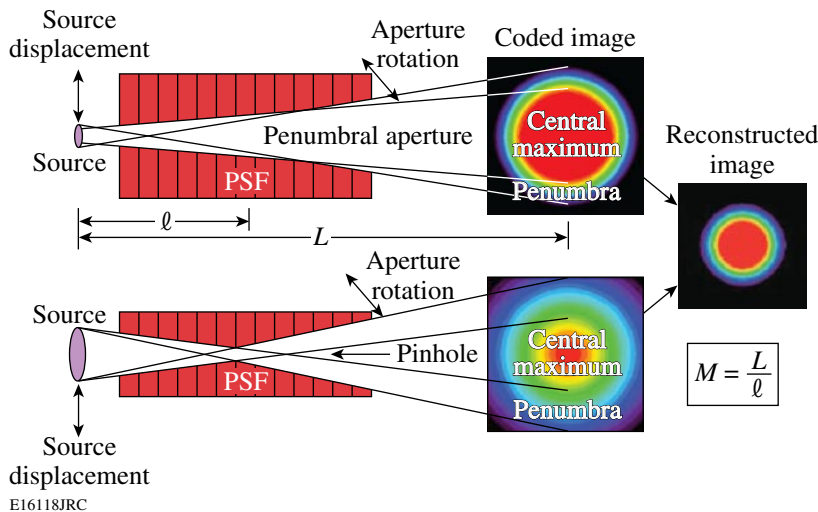 Source
displacement
Aperture
rotation
Coded image
Source
Penumbral aperture
PSF
Central
maximum
Penumbra
Reconstructed
image
ℓ
L
Aperture
rotation
Source
Pinhole
PSF
Central
maximum
Penumbra
M = L/ℓ
Source
displacement
E16118JRC